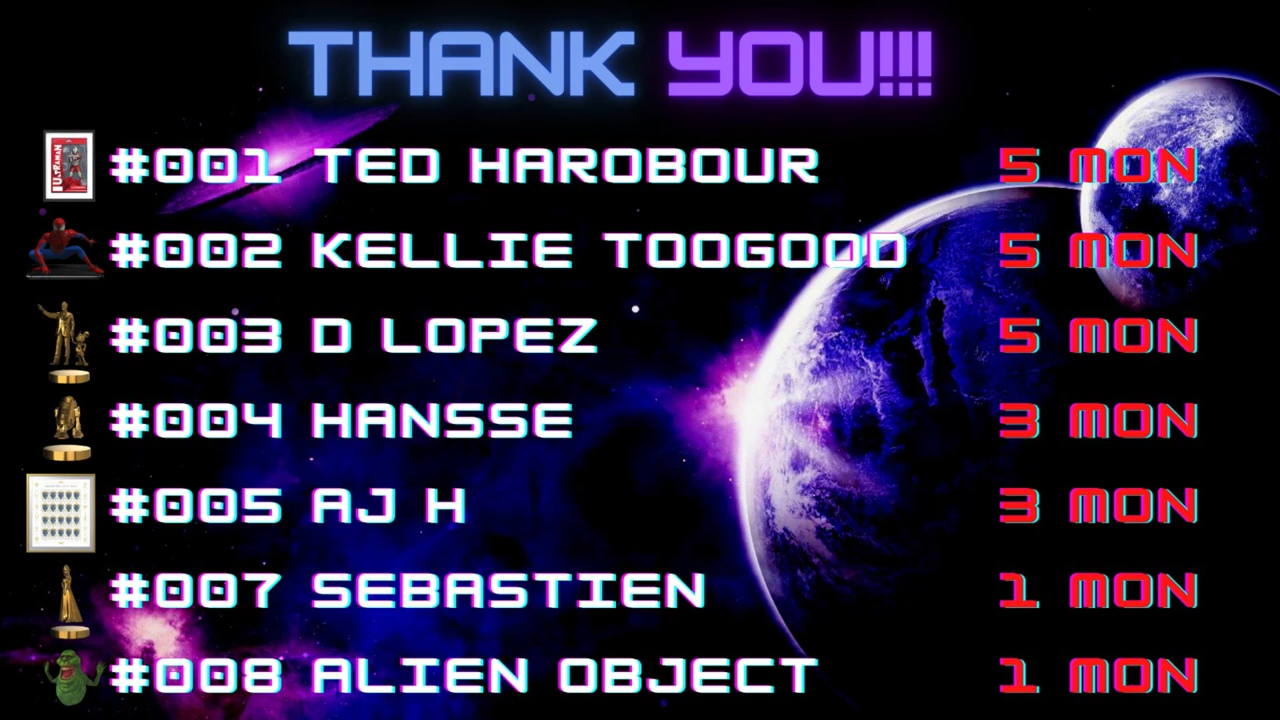 THANK YOU!!!
ULTRAMAN
#001 TED HAROBOUR 5 MON
#002 KELLIE TOOGOOD 5 MON
#003 D LOPEZ 5 MON
#004 HANSSE 3 MON
#005 AJ H 3 MON
#007 SEBASTIEN 1 MON
#008 ALIEN OBJECT 1 MON